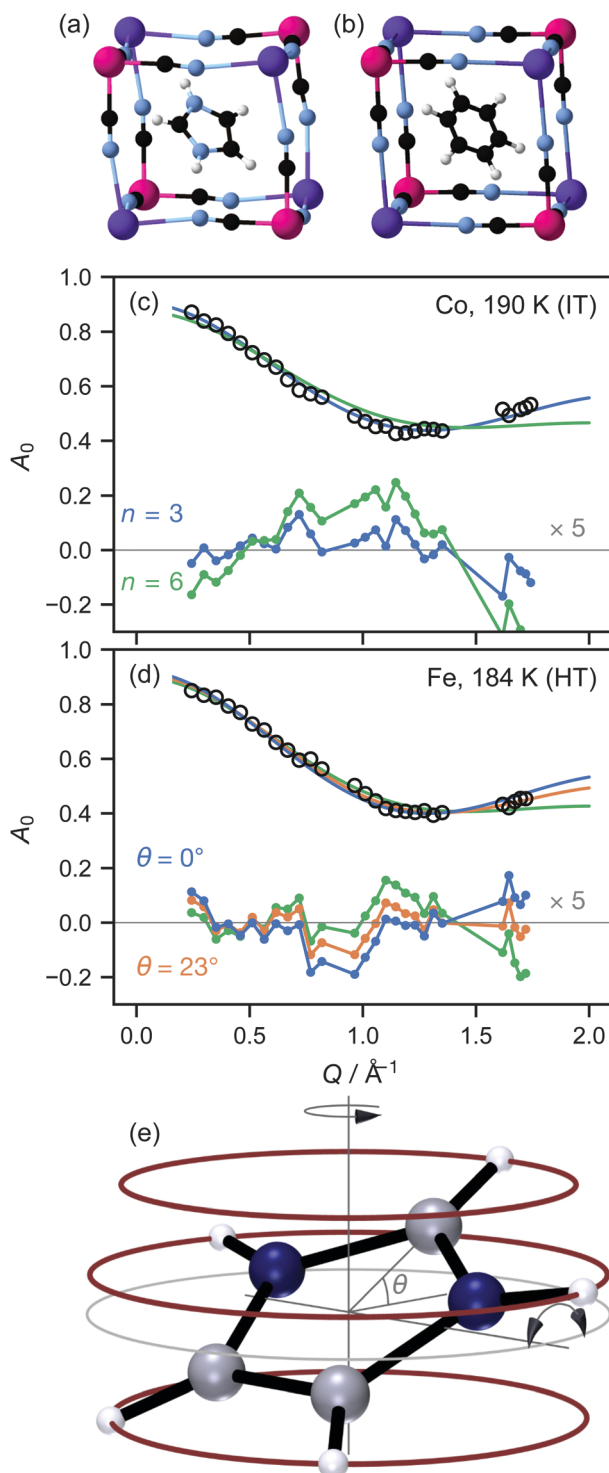 (a)
(b)
(c)
Co, 190 K (IT)
1.0
0.8
0.6
0.4
0.2
0.0
−0.2
A0
n = 3
n = 6
× 5
(d)
Fe, 184 K (HT)
1.0
0.8
0.6
0.4
0.2
0.0
−0.2
A0
θ = 0°
θ = 23°
× 5
0.0 0.5 1.0 1.5 2.0
Q / Å-1
(e)
θ